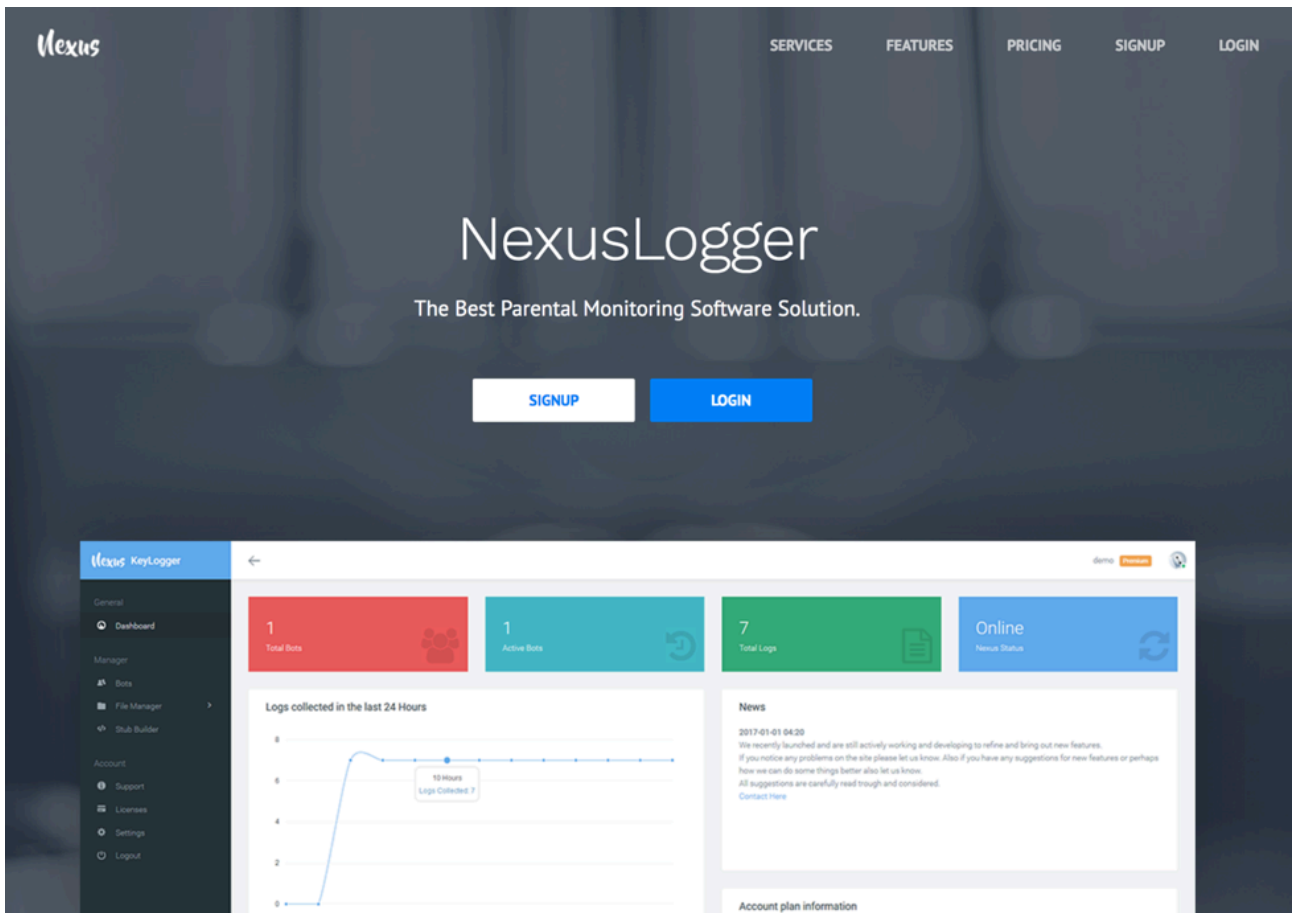 Nexus
SERVICES FEATURES PRICING SIGNUP LOGIN
NexusLogger
The Best Parental Monitoring Software Solution.
SIGNUP LOGIN
Nexus KeyLogger
demo Premium
General
Dashboard
Manager
Bots
File Manager
Stub Builder
Account
Support
Licenses
Settings
Logout
1
Total Bots
1
Active Bots
7
Total Logs
Online
Nexus Status
Logs collected in the last 24 Hours
8
6
4
2
0
10 Hours
Logs Collected: 7
News
2017-01-01 04:20
We recently launched and are still actively working and developing to refine and bring out new features.
If you notice any problems on the site please let us know. Also if you have any suggestions for new features or perhaps
how we can do some things better also let us know.
All suggestions are carefully read trough and considered.
Contact Here
Account plan information